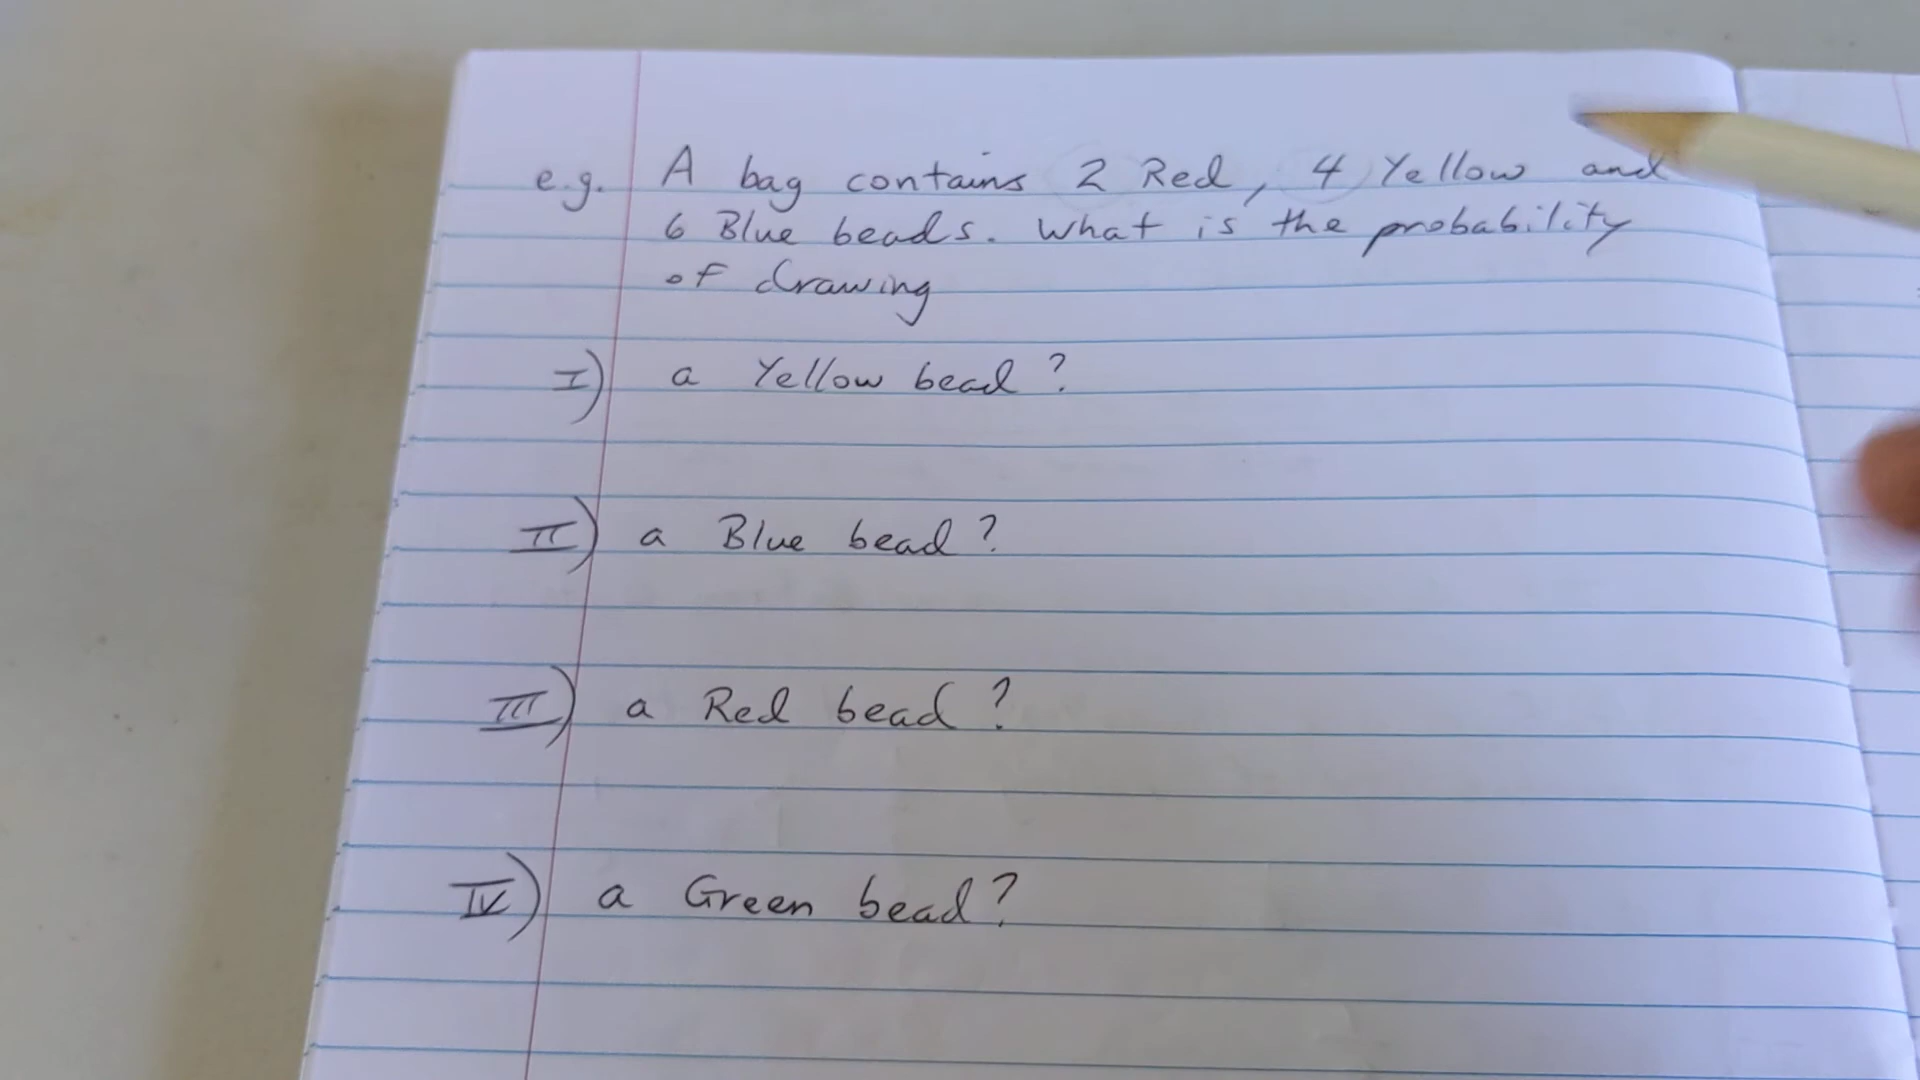 e.g. A bag contains 2 Red, 4 Yellow and
6 Blue beads. What is the probability
of drawing
I) a Yellow bead?
II) a Blue bead?
III) a Red bead?
IV) a Green bead?